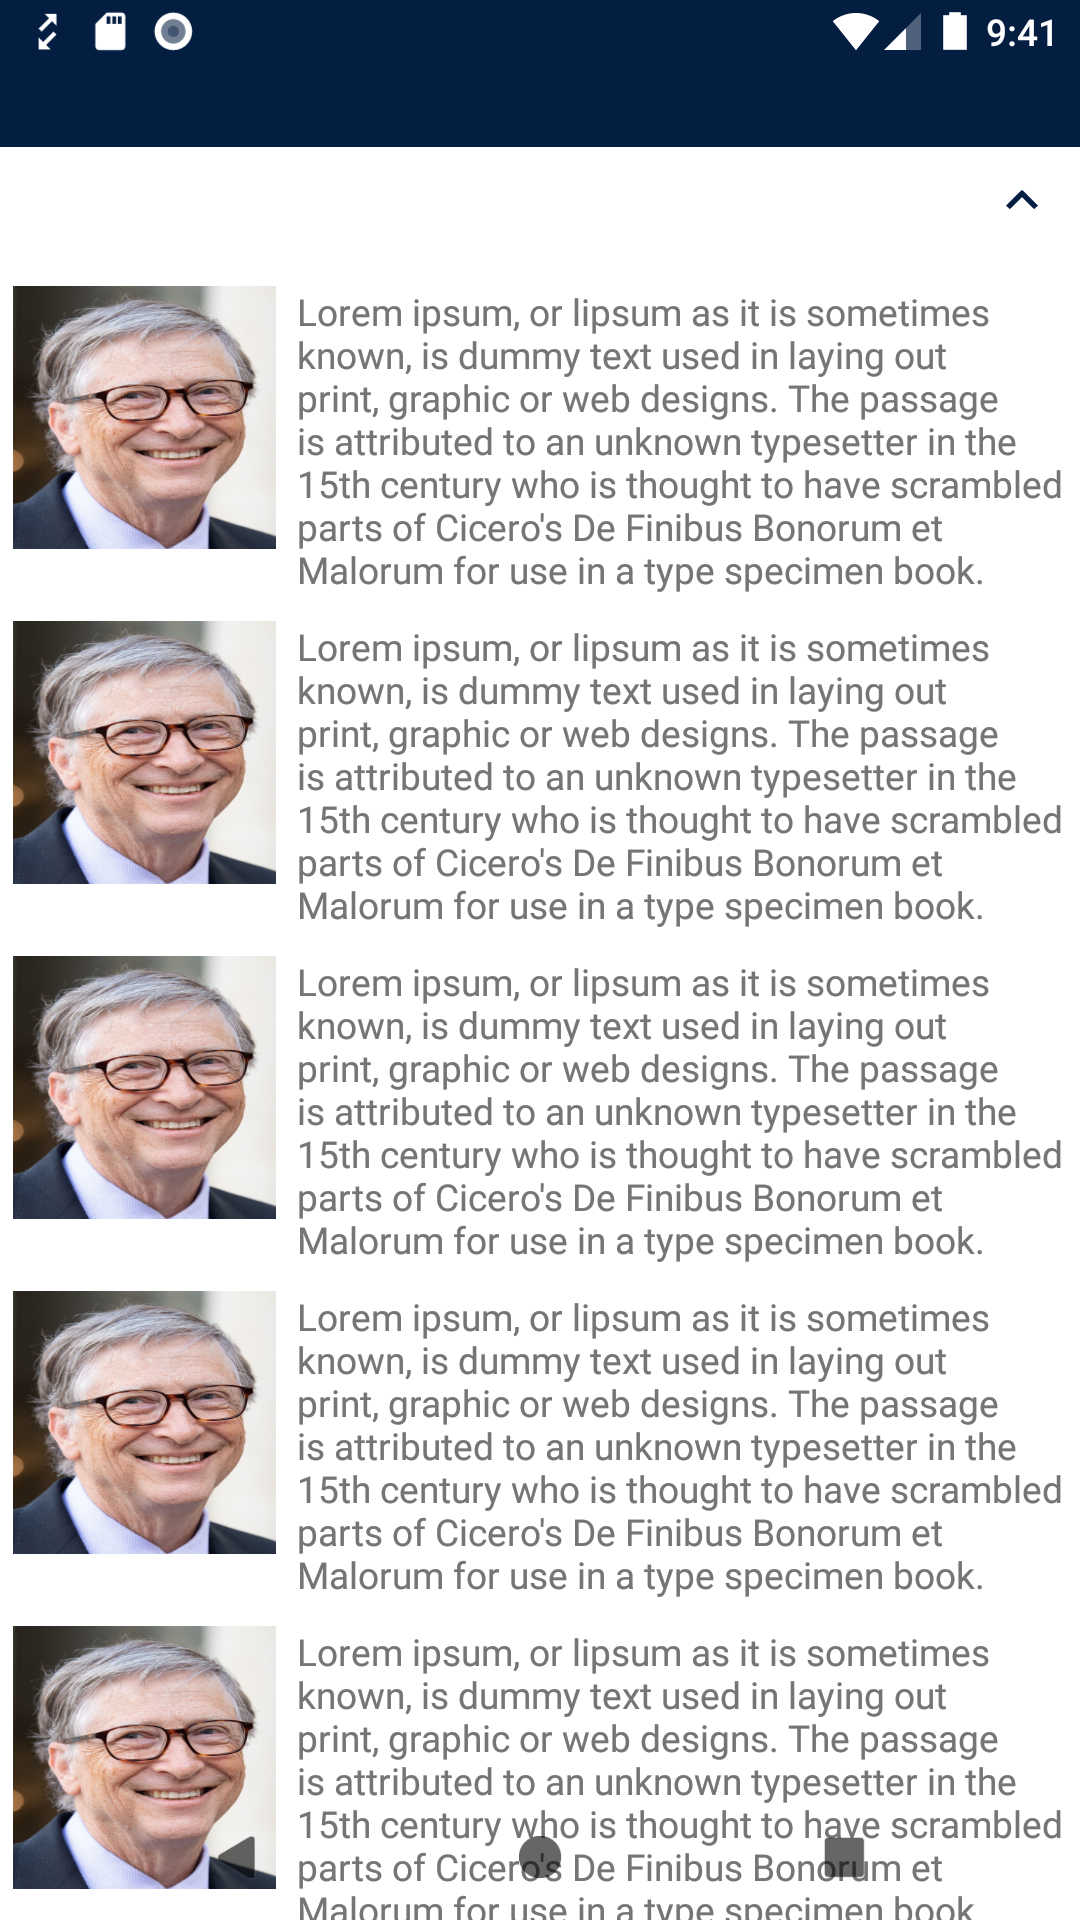 9:41
Lorem ipsum, or lipsum as it is sometimes
known, is dummy text used in laying out
print, graphic or web designs. The passage
is attributed to an unknown typesetter in the
15th century who is thought to have scrambled
parts of Cicero's De Finibus Bonorum et
Malorum for use in a type specimen book.
Lorem ipsum, or lipsum as it is sometimes
known, is dummy text used in laying out
print, graphic or web designs. The passage
is attributed to an unknown typesetter in the
15th century who is thought to have scrambled
parts of Cicero's De Finibus Bonorum et
Malorum for use in a type specimen book.
Lorem ipsum, or lipsum as it is sometimes
known, is dummy text used in laying out
print, graphic or web designs. The passage
is attributed to an unknown typesetter in the
15th century who is thought to have scrambled
parts of Cicero's De Finibus Bonorum et
Malorum for use in a type specimen book.
Lorem ipsum, or lipsum as it is sometimes
known, is dummy text used in laying out
print, graphic or web designs. The passage
is attributed to an unknown typesetter in the
15th century who is thought to have scrambled
parts of Cicero's De Finibus Bonorum et
Malorum for use in a type specimen book.
Lorem ipsum, or lipsum as it is sometimes
known, is dummy text used in laying out
print, graphic or web designs. The passage
is attributed to an unknown typesetter in the
15th century who is thought to have scrambled
parts of Cicero's De Finibus Bonorum et
Malorum for use in a type specimen book.